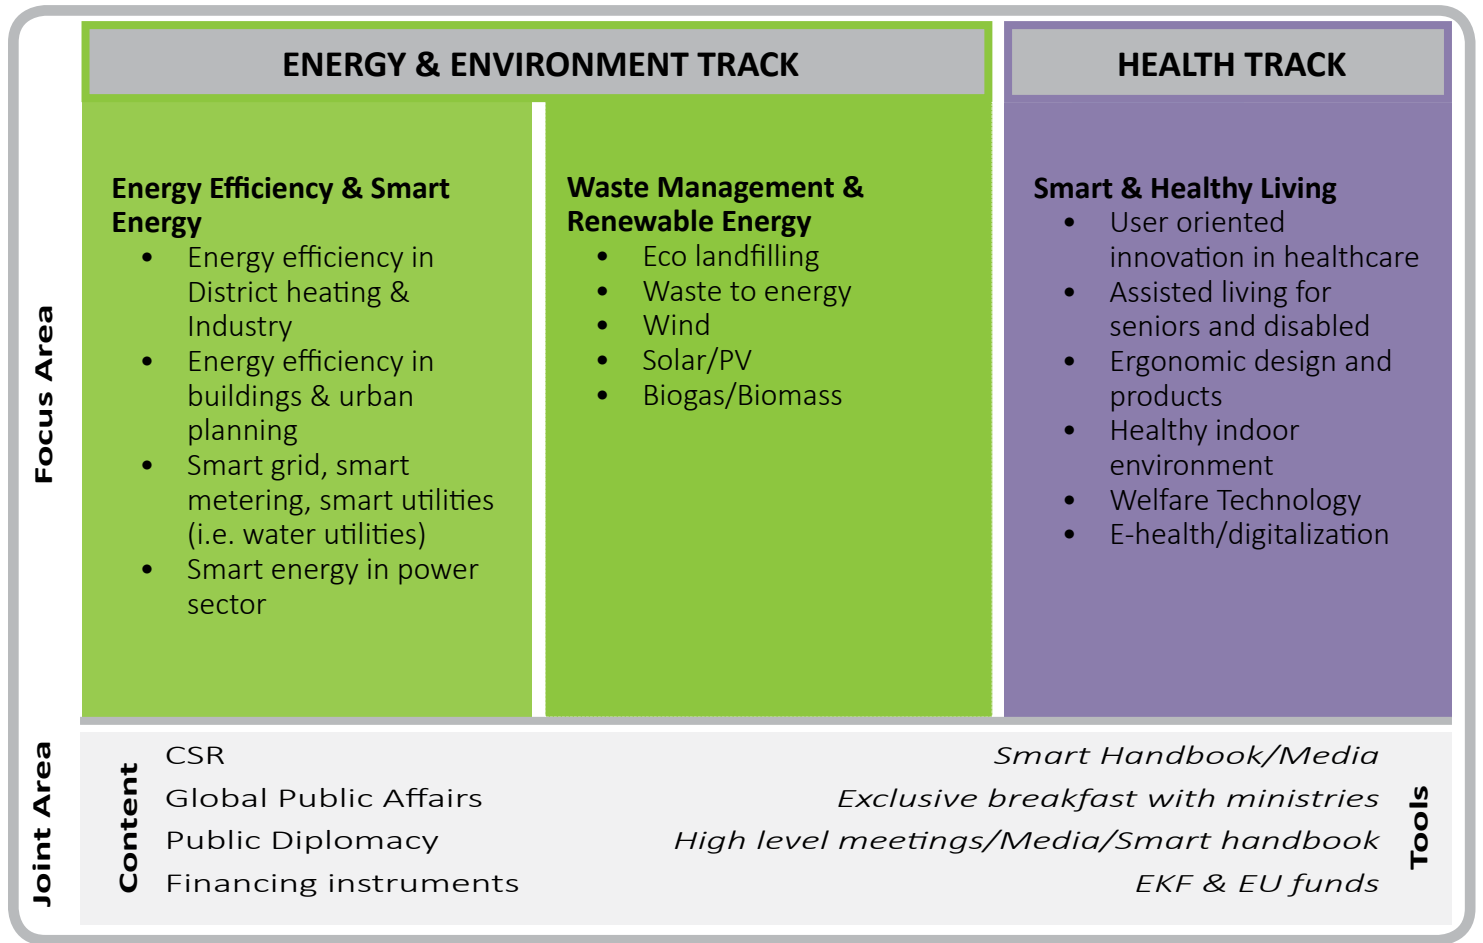 ENERGY & ENVIRONMENT TRACK
HEALTH TRACK
Focus Area
Energy Efficiency & Smart
Energy
• Energy efficiency in
District heating &
Industry
• Energy efficiency in
buildings & urban
planning
• Smart grid, smart
metering, smart utilities
(i.e. water utilities)
• Smart energy in power
sector
Waste Management &
Renewable Energy
• Eco landfilling
• Waste to energy
• Wind
• Solar/PV
• Biogas/Biomass
Smart & Healthy Living
• User oriented
innovation in healthcare
• Assisted living for
seniors and disabled
• Ergonomic design and
products
• Healthy indoor
environment
• Welfare Technology
• E-health/digitalization
Joint Area
Content
CSR
Global Public Affairs
Public Diplomacy
Financing instruments
Smart Handbook/Media
Exclusive breakfast with ministries
High level meetings/Media/Smart handbook
EKF & EU funds
Tools